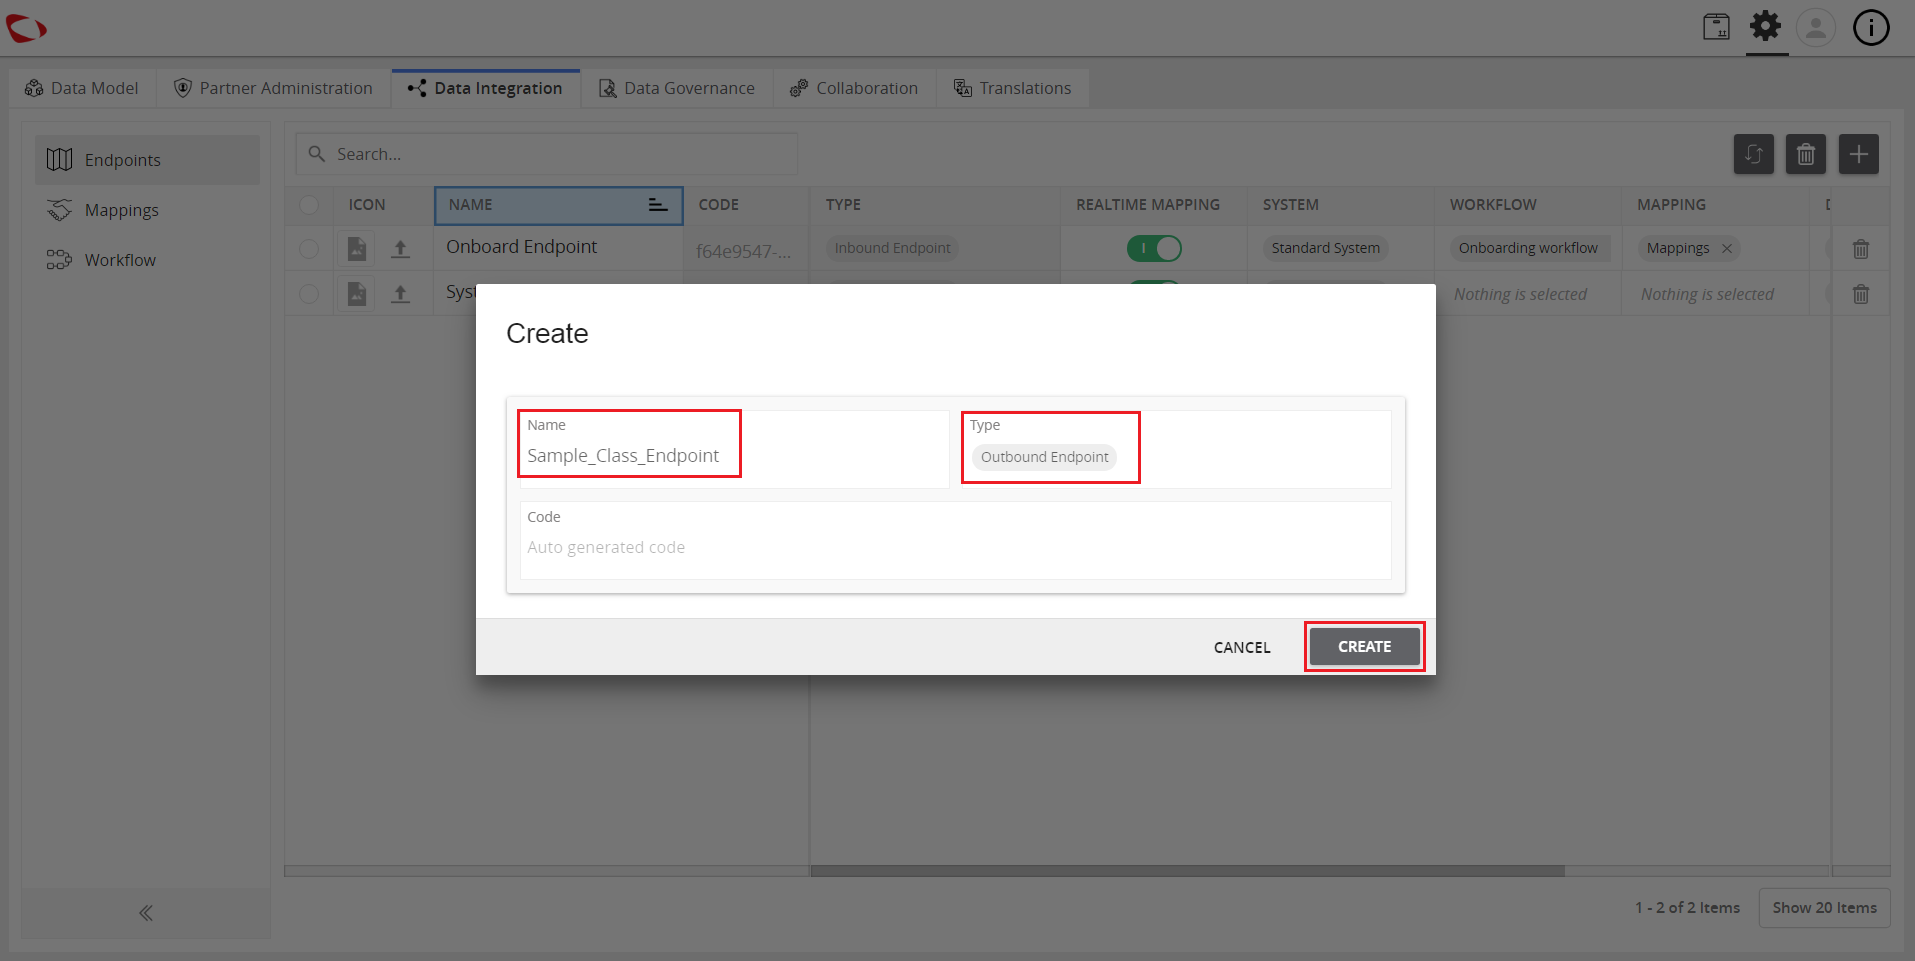 Data Model
Partner Administration
Data Integration
Data Governance
Collaboration
Translations
Endpoints
Mappings
Workflow
Search...
ICON NAME CODE TYPE REALTIME MAPPING SYSTEM WORKFLOW MAPPING
Onboard Endpoint f64e9547-... Inbound Endpoint Standard System Onboarding workflow Mappings
Nothing is selected Nothing is selected
Create
Name
Sample_Class_Endpoint
Type
Outbound Endpoint
Code
Auto generated code
CANCEL CREATE
1 - 2 of 2 Items Show 20 Items